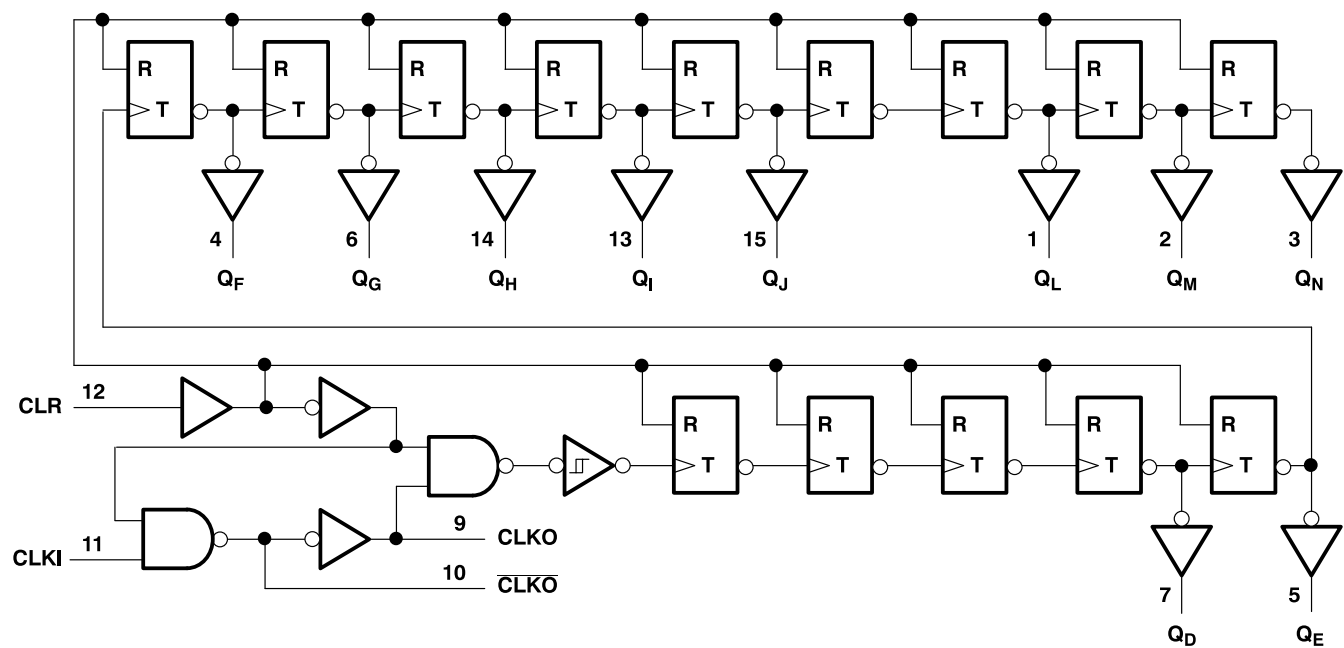 R R R R R R R R R
T T T T T T T T T
4 6 14 13 15 1 2 3
QF QG QH QI QJ QL QM QN
CLR 12
R R R R R
T T T T T
CLKI 11
9 CLKO
10 CLKO
7 5
QD QE